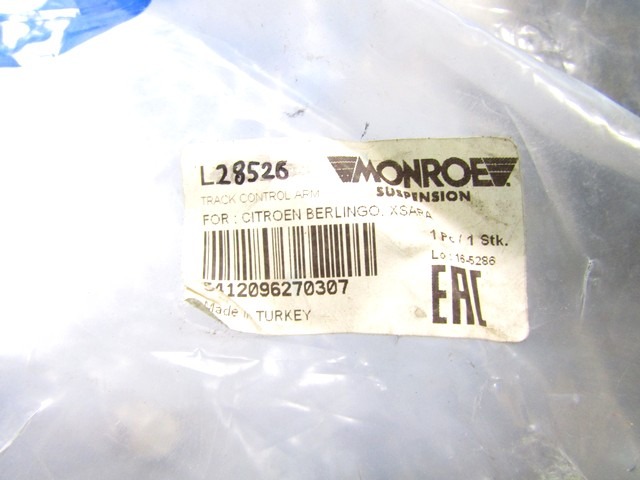 L28526
MONROE
SUSPENSION
TRACK CONTROL ARM
FOR : CITROEN BERLINGO, XSARA
1 Pc / 1 Stk.
Lo : 16-5286
5412096270307
EAC
Made in TURKEY